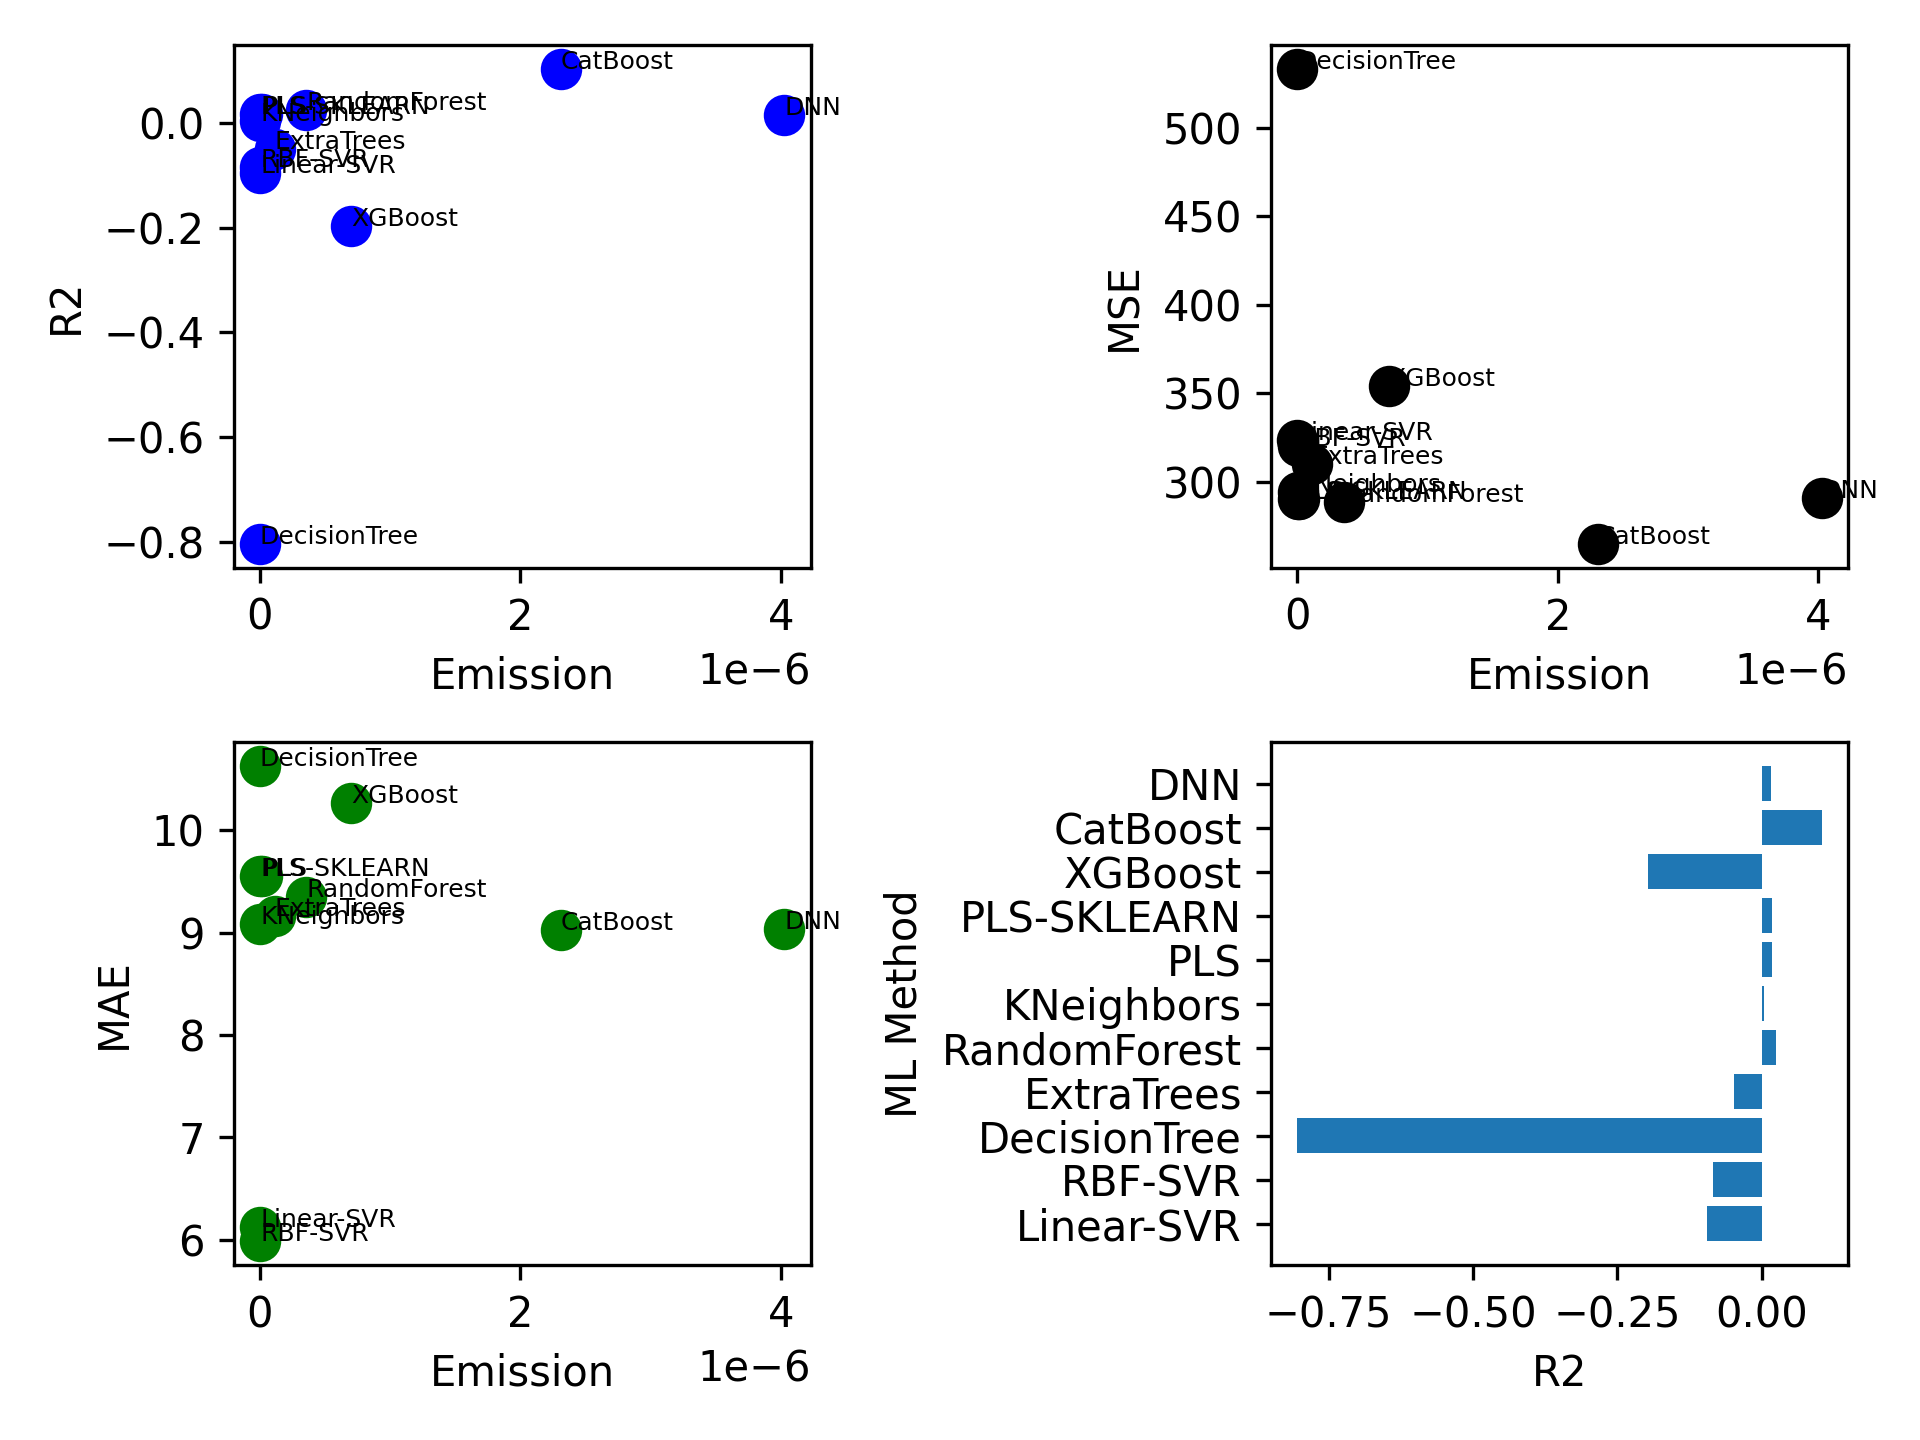 CatBoost
RandomForest
PLS-SKLEARN
PLS
KNeighbors
DNN
ExtraTrees
RBF-SVR
Linear-SVR
XGBoost
DecisionTree
0.0
−0.2
−0.4
−0.6
−0.8
R2
0 2 4
Emission 1e−6
DecisionTree
XGBoost
Linear-SVR
RBF-SVR
ExtraTrees
KNeighbors
RandomForest
DNN
CatBoost
500
450
400
350
300
MSE
0 2 4
Emission 1e−6
DecisionTree
XGBoost
PLS-SKLEARN
PLS
RandomForest
ExtraTrees
KNeighbors
CatBoost
DNN
Linear-SVR
RBF-SVR
10
9
8
7
6
MAE
0 2 4
Emission 1e−6
DNN
CatBoost
XGBoost
PLS-SKLEARN
PLS
KNeighbors
RandomForest
ExtraTrees
DecisionTree
RBF-SVR
Linear-SVR
ML Method
−0.75 −0.50 −0.25 0.00
R2